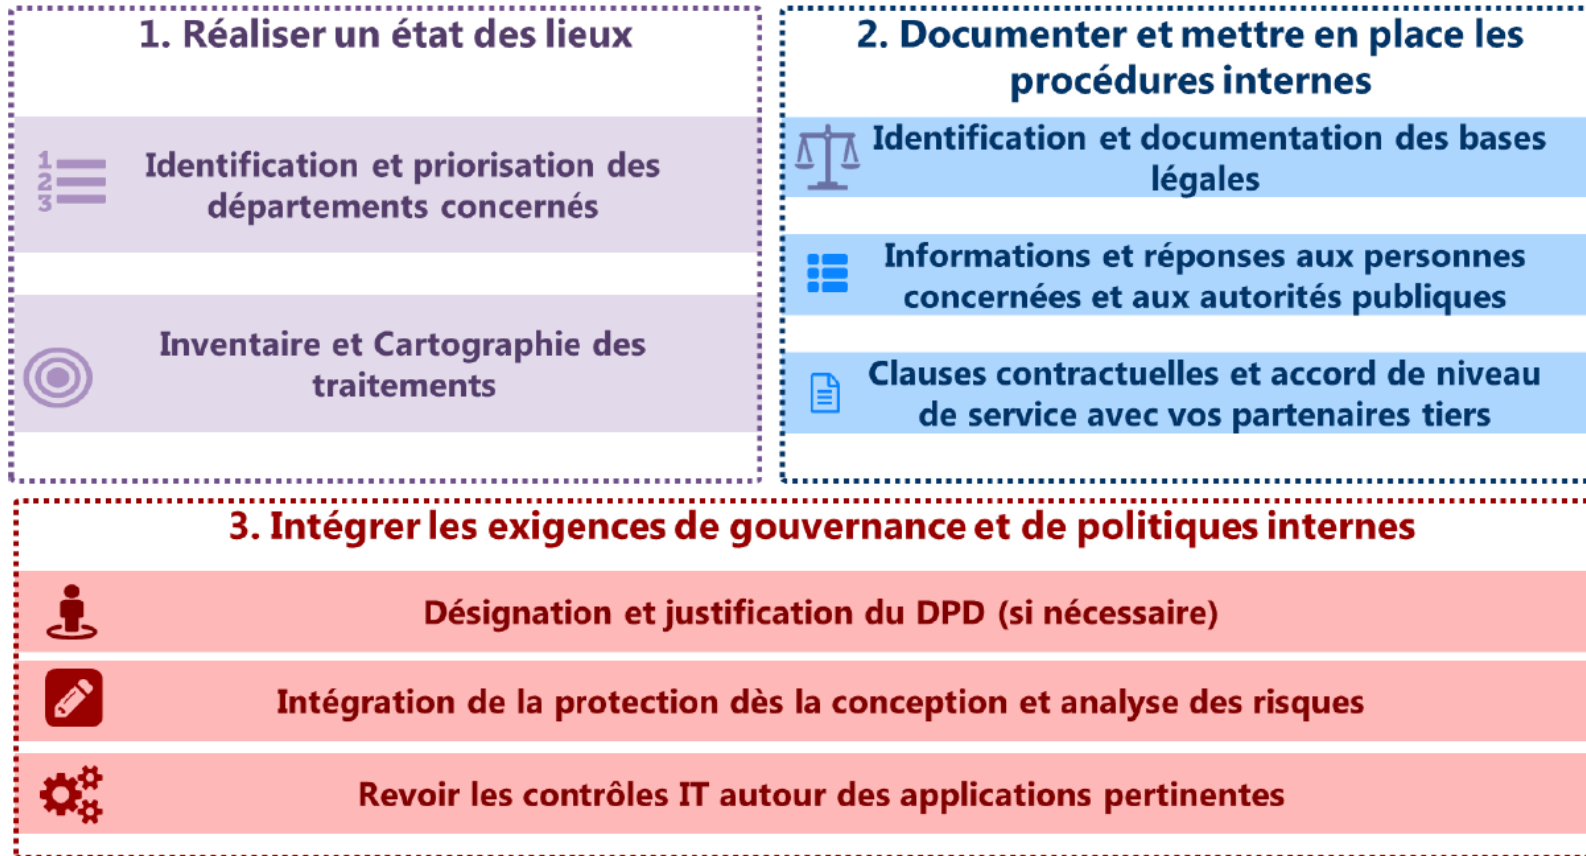 1. Réaliser un état des lieux
1
2
3
Identification et priorisation des
départements concernés
Inventaire et Cartographie des
traitements
2. Documenter et mettre en place les
procédures internes
Identification et documentation des bases
légales
Informations et réponses aux personnes
concernées et aux autorités publiques
Clauses contractuelles et accord de niveau
de service avec vos partenaires tiers
3. Intégrer les exigences de gouvernance et de politiques internes
Désignation et justification du DPD (si nécessaire)
Intégration de la protection dès la conception et analyse des risques
Revoir les contrôles IT autour des applications pertinentes